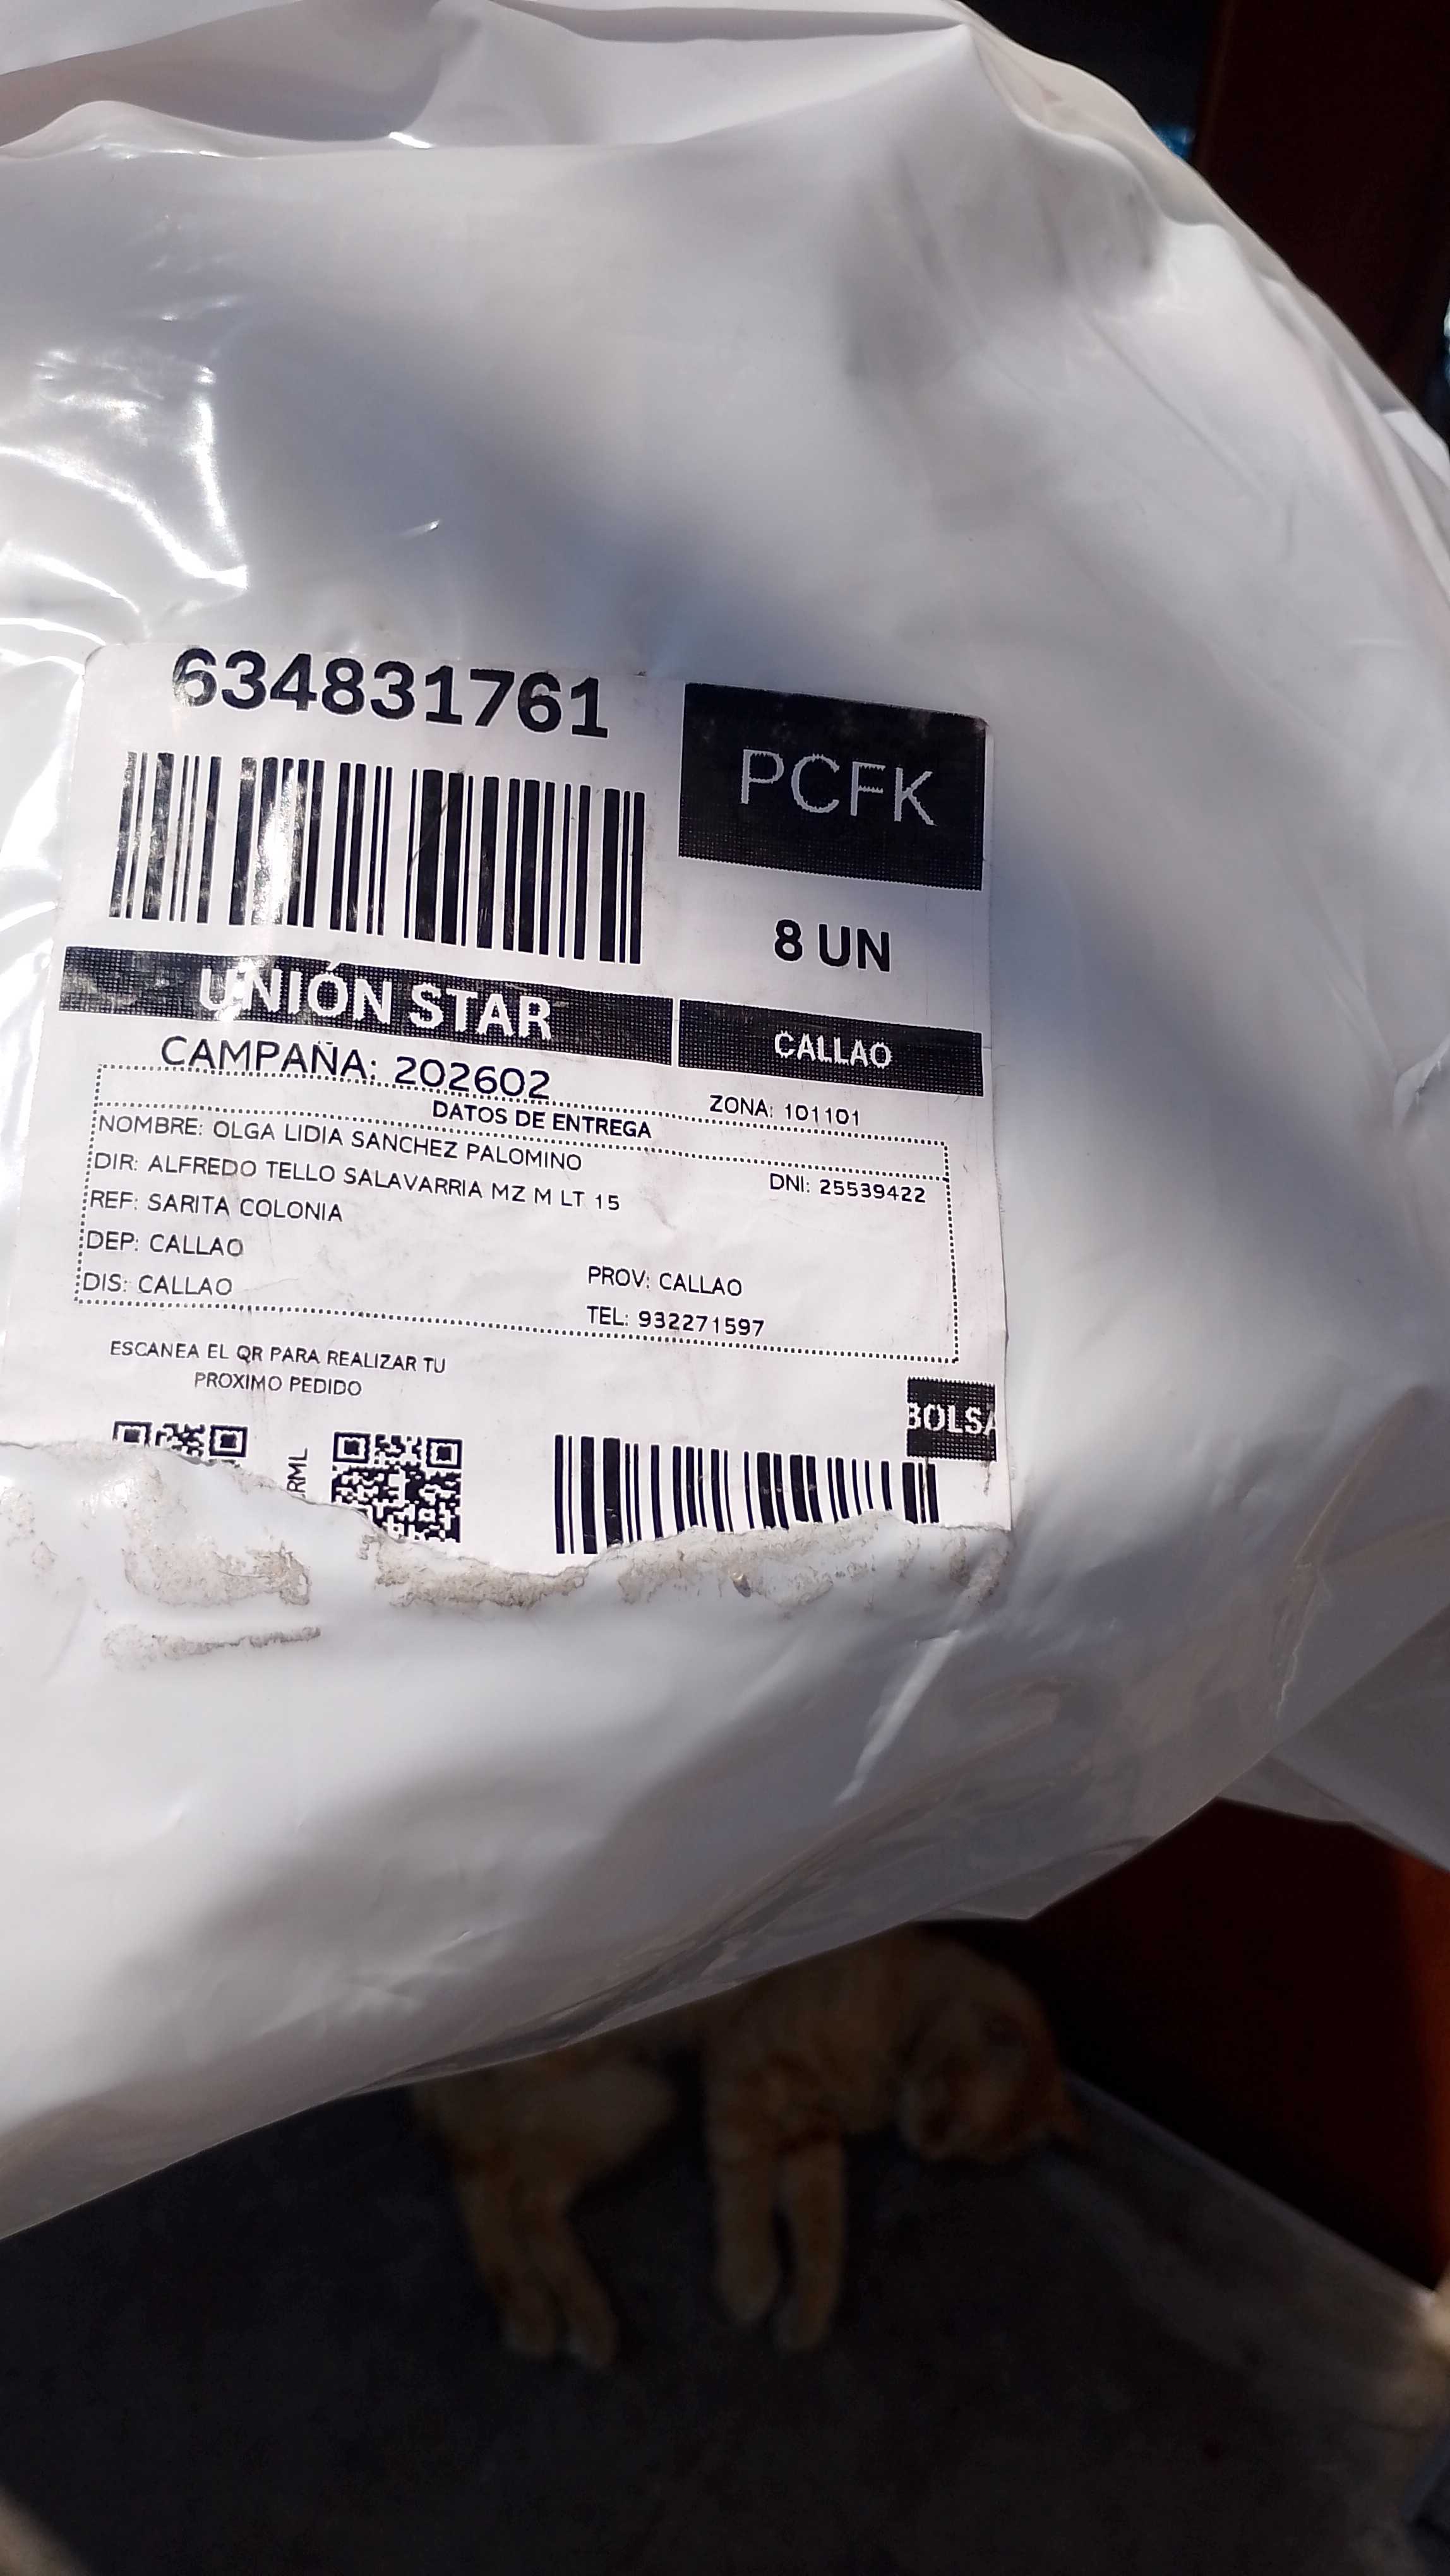 634831761
PCFK
8 UN
UNIÓN STAR
CALLAO
CAMPAÑA: 202602
ZONA: 101101
DATOS DE ENTREGA
NOMBRE: OLGA LIDIA SANCHEZ PALOMINO
DNI: 25539422
DIR: ALFREDO TELLO SALAVARRIA MZ M LT 15
REF: SARITA COLONIA
DEP: CALLAO
PROV: CALLAO
DIS: CALLAO
TEL: 932271597
ESCANEA EL QR PARA REALIZAR TU
PROXIMO PEDIDO
BOLSA
RML